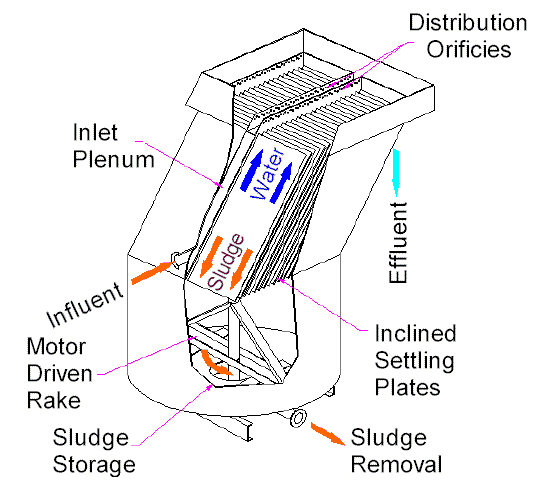 Distribution
Orificies
Inlet
Plenum
Water
Sludge
Effluent
Influent
Motor
Driven
Rake
Inclined
Settling
Plates
Sludge
Storage
Sludge
Removal